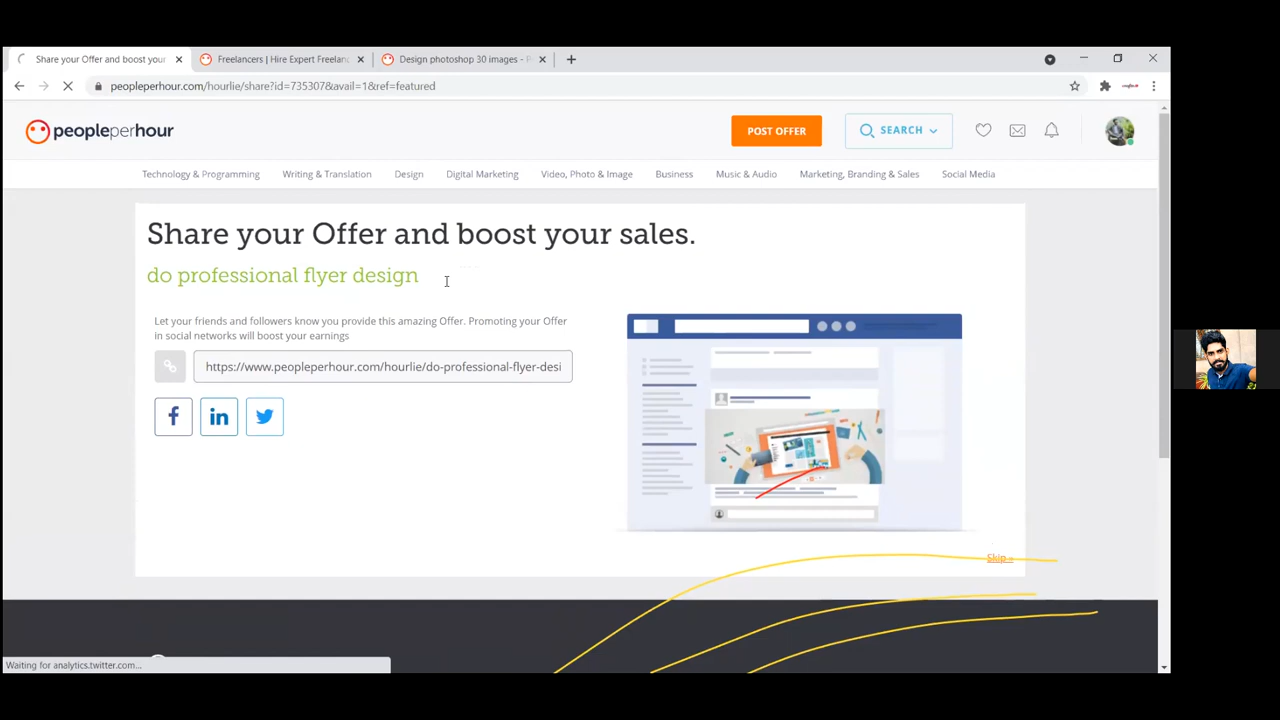 Share your Offer and boost your
Freelancers | Hire Expert Freelanc
Design photoshop 30 images - P
peopleperhour.com/hourlie/share?id=735307&avail=1&ref=featured
peopleperhour
POST OFFER
SEARCH
Technology & Programming
Writing & Translation
Design
Digital Marketing
Video, Photo & Image
Business
Music & Audio
Marketing, Branding & Sales
Social Media
Share your Offer and boost your sales.
do professional flyer design
Let your friends and followers know you provide this amazing Offer. Promoting your Offer
in social networks will boost your earnings
https://www.peopleperhour.com/hourlie/do-professional-flyer-desi
f
in
Skip »
Waiting for analytics.twitter.com...